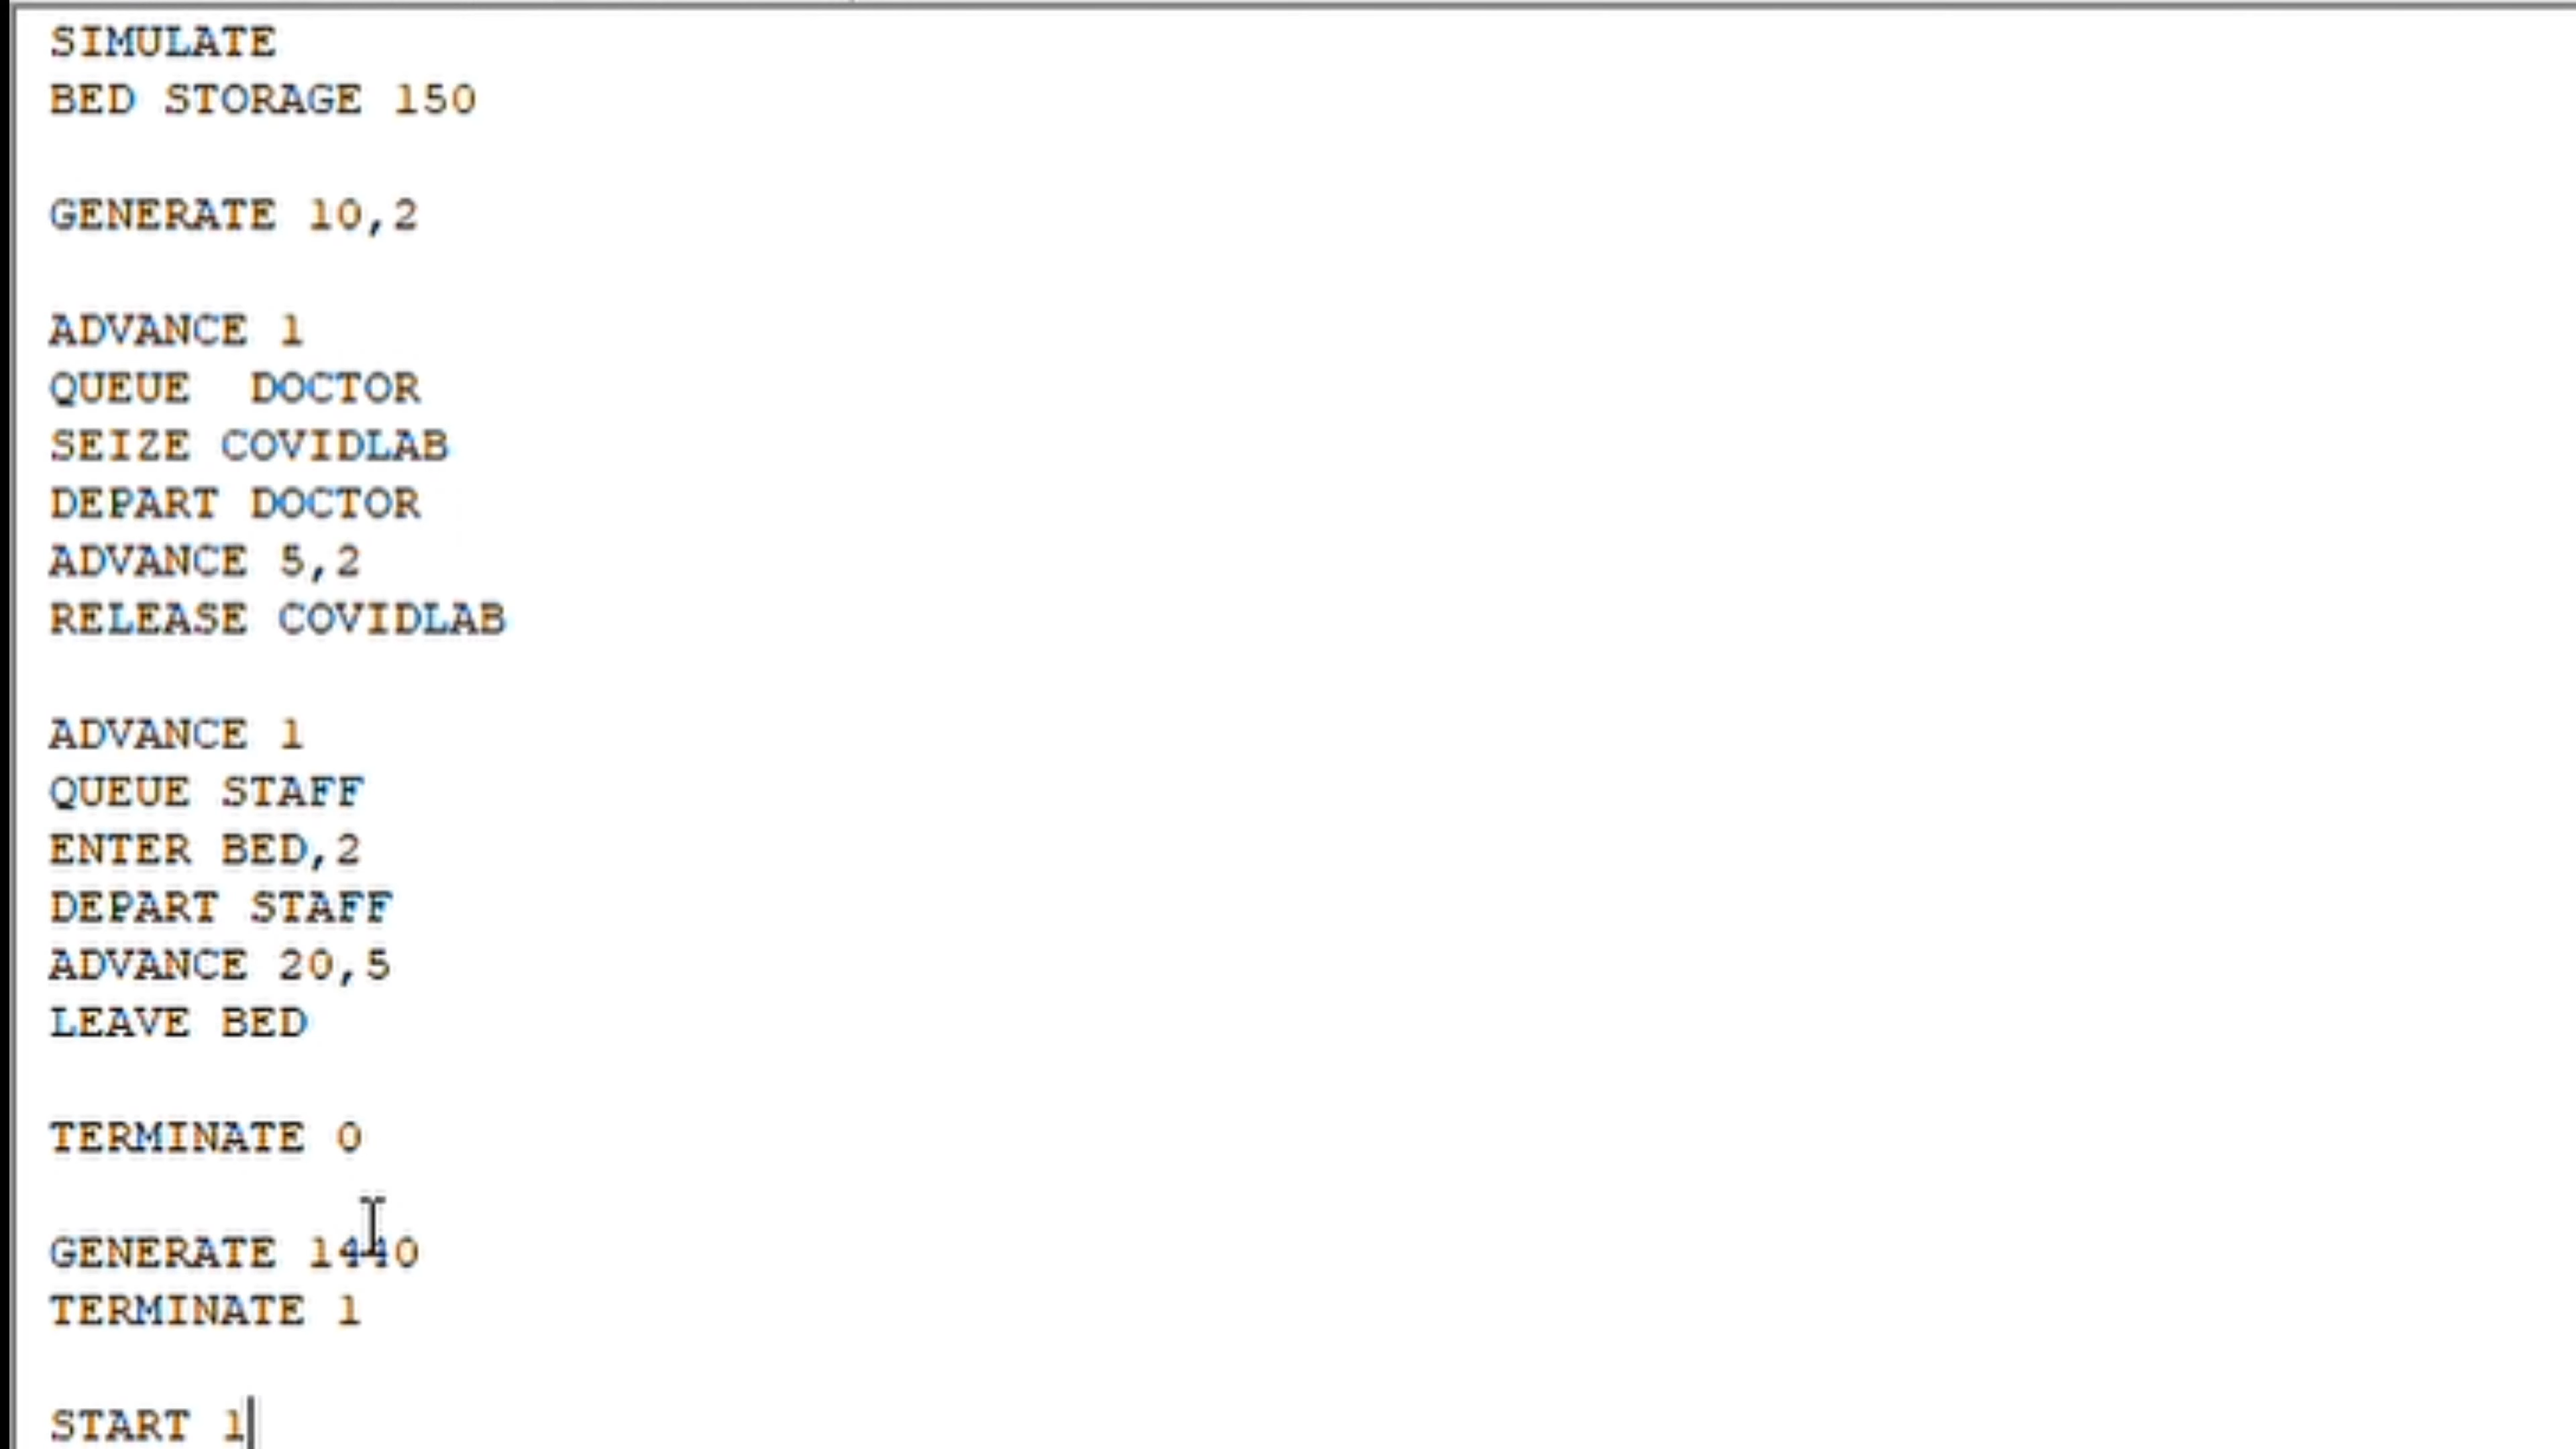 SIMULATE
BED STORAGE 150
GENERATE 10,2
ADVANCE 1
QUEUE  DOCTOR
SEIZE COVIDLAB
DEPART DOCTOR
ADVANCE 5,2
RELEASE COVIDLAB
ADVANCE 1
QUEUE STAFF
ENTER BED,2
DEPART STAFF
ADVANCE 20,5
LEAVE BED
TERMINATE 0
GENERATE 1440
TERMINATE 1
START 1